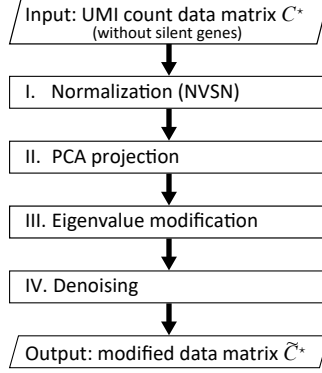 Input: UMI count data matrix C⋆
(without silent genes)
I. Normalization (NVSN)
II. PCA projection
III. Eigenvalue modification
IV. Denoising
Output: modified data matrix C̃⋆